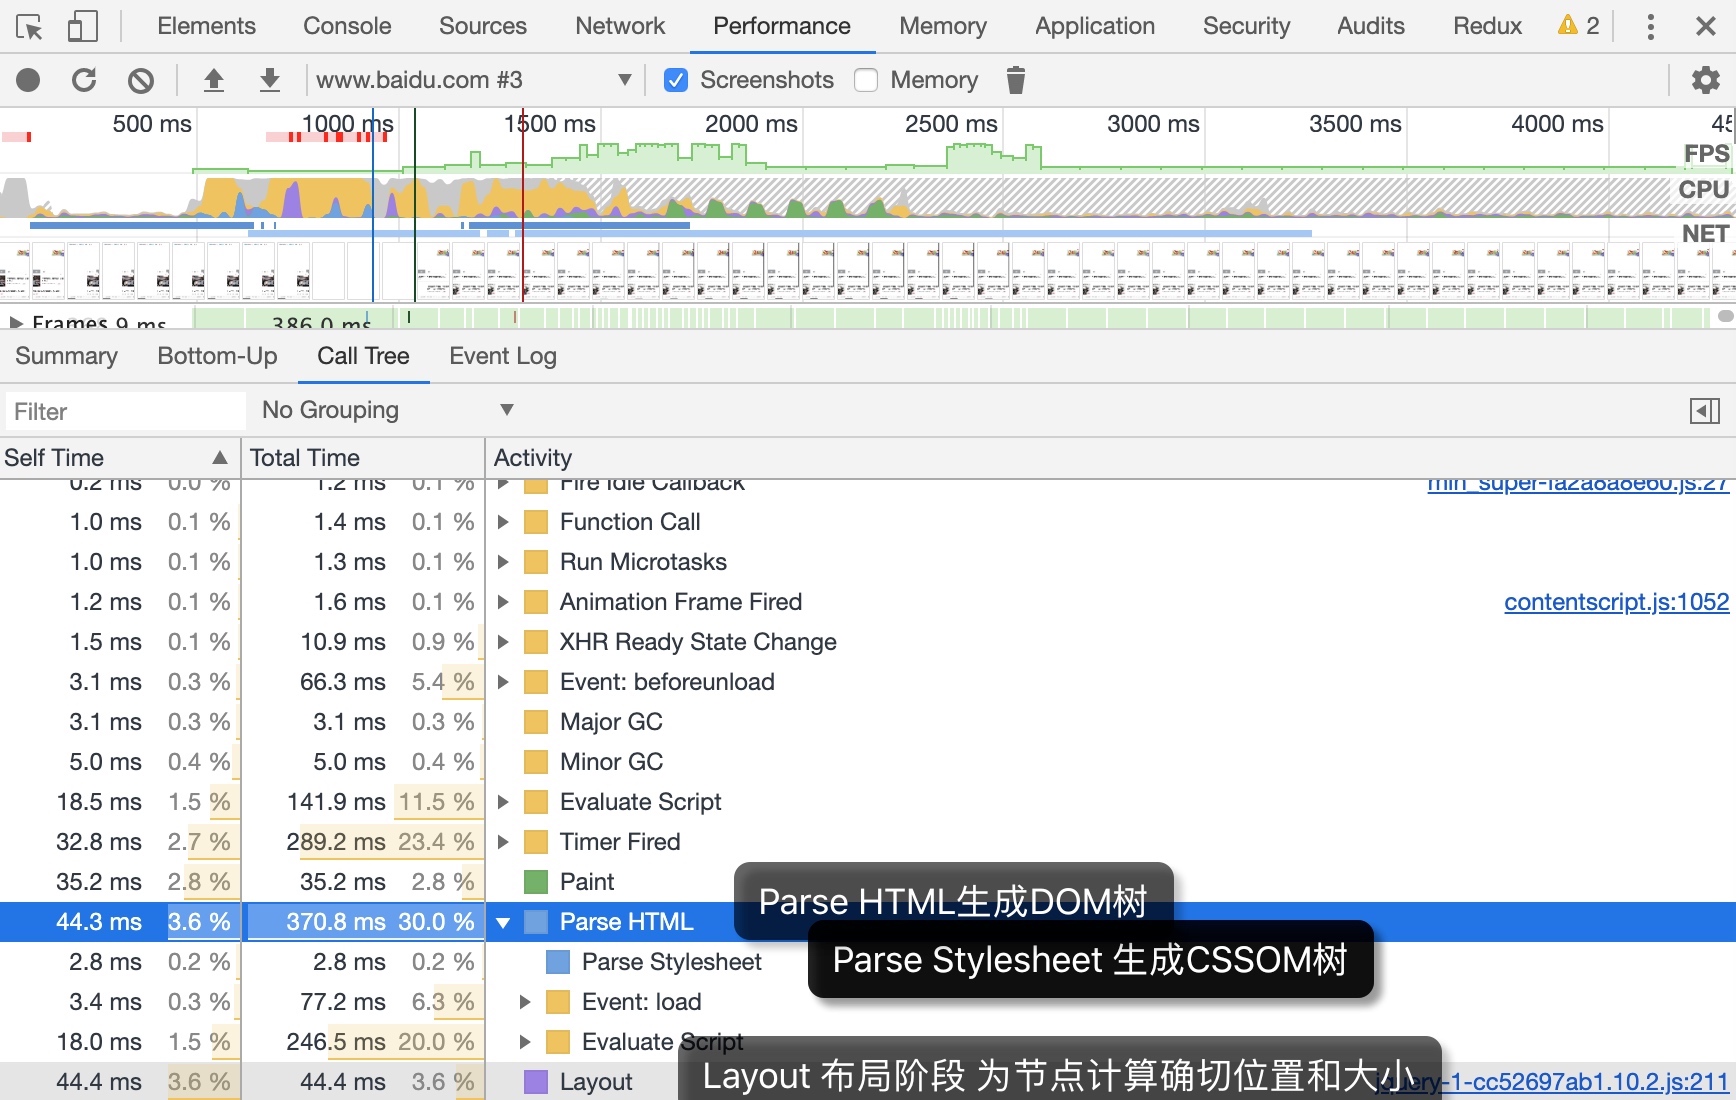 Elements Console Sources Network Performance Memory Application Security Audits Redux 2
www.baidu.com #3 Screenshots Memory
500 ms 1000 ms 1500 ms 2000 ms 2500 ms 3000 ms 3500 ms 4000 ms 45
FPS
CPU
NET
Frames 9 ms 386.0 ms
Summary Bottom-Up Call Tree Event Log
Filter No Grouping
Self Time Total Time Activity
0.2 ms 0.0 % 1.2 ms 0.1 % Fire Idle Callback min_super-fa2a8a8e60.js:27
1.0 ms 0.1 % 1.4 ms 0.1 % Function Call
1.0 ms 0.1 % 1.3 ms 0.1 % Run Microtasks
1.2 ms 0.1 % 1.6 ms 0.1 % Animation Frame Fired contentscript.js:1052
1.5 ms 0.1 % 10.9 ms 0.9 % XHR Ready State Change
3.1 ms 0.3 % 66.3 ms 5.4 % Event: beforeunload
3.1 ms 0.3 % 3.1 ms 0.3 % Major GC
5.0 ms 0.4 % 5.0 ms 0.4 % Minor GC
18.5 ms 1.5 % 141.9 ms 11.5 % Evaluate Script
32.8 ms 2.7 % 289.2 ms 23.4 % Timer Fired
35.2 ms 2.8 % 35.2 ms 2.8 % Paint
Parse HTML生成DOM树
44.3 ms 3.6 % 370.8 ms 30.0 % Parse HTML
2.8 ms 0.2 % 2.8 ms 0.2 % Parse Stylesheet
Parse Stylesheet 生成CSSOM树
3.4 ms 0.3 % 77.2 ms 6.3 % Event: load
18.0 ms 1.5 % 246.5 ms 20.0 % Evaluate Script
Layout 布局阶段 为节点计算确切位置和大小
44.4 ms 3.6 % 44.4 ms 3.6 % Layout jquery-1-cc52697ab1.10.2.js:211